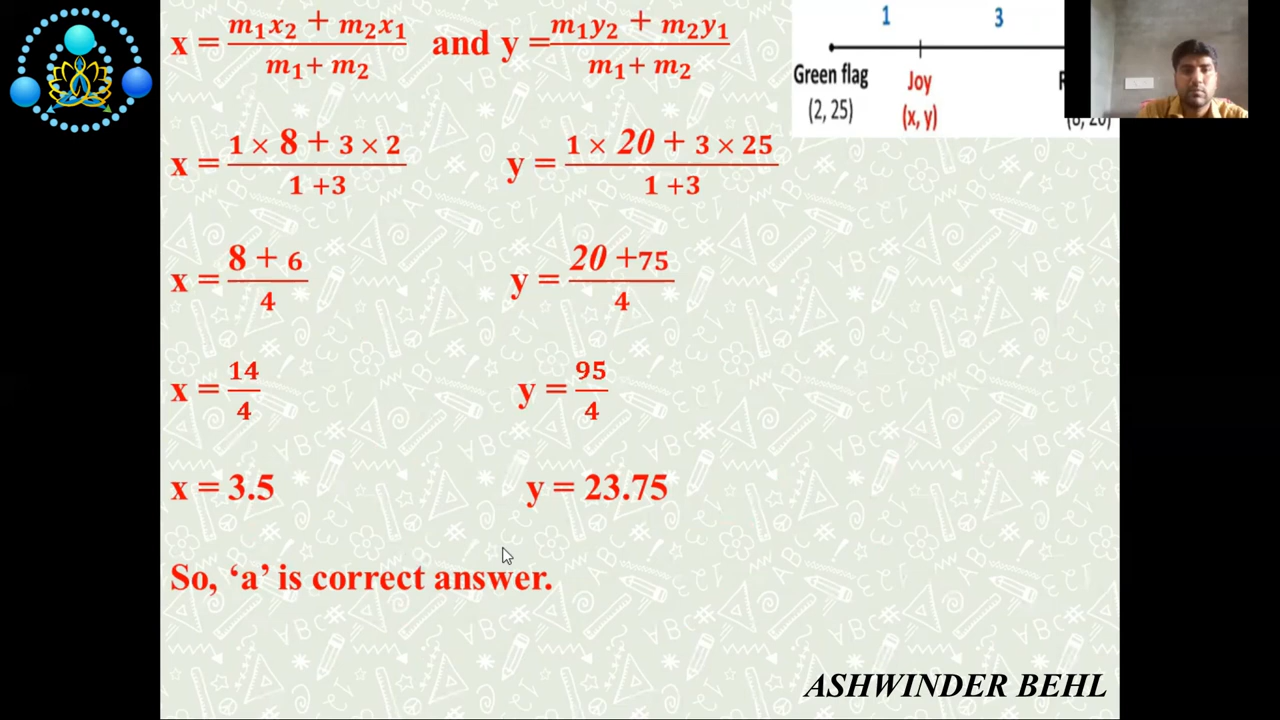 x = m₁x₂ + m₂x₁ / m₁+ m₂ and y = m₁y₂ + m₂y₁ / m₁+ m₂
1 3
Green flag Joy
(2, 25) (x, y)
x = 1 × 8 + 3 × 2 / 1 +3 y = 1 × 20 + 3 × 25 / 1 +3
x = 8 + 6 / 4 y = 20 +75 / 4
x = 14 / 4 y = 95 / 4
x = 3.5 y = 23.75
So, ‘a’ is correct answer.
ASHWINDER BEHL